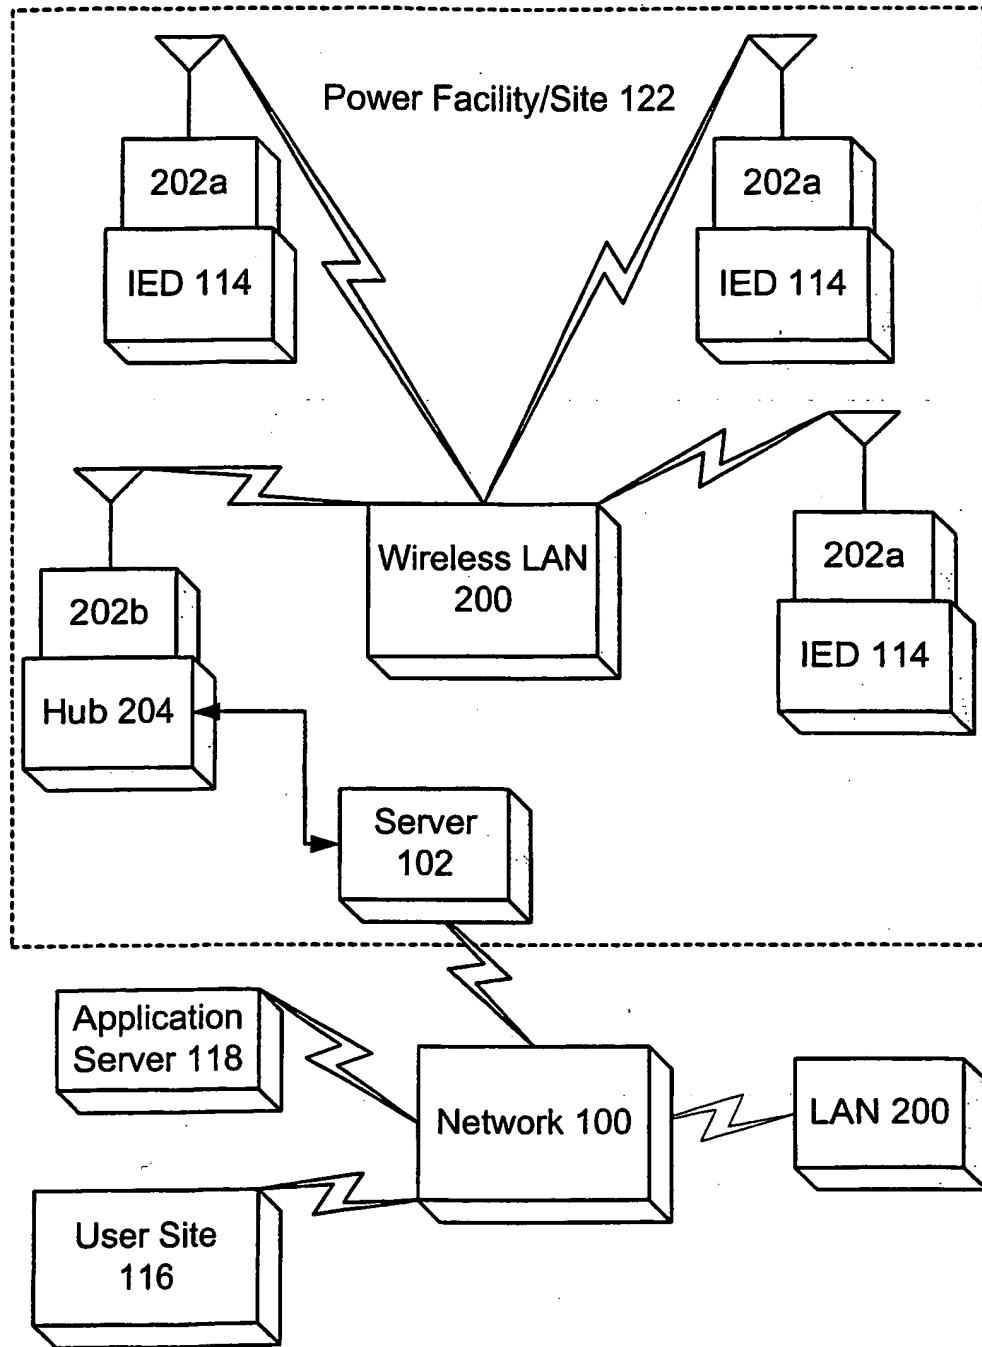 Power Facility/Site 122
202a
IED 114
202a
IED 114
202a
IED 114
Wireless LAN
200
202b
Hub 204
Server
102
Application
Server 118
Network 100
LAN 200
User Site
116